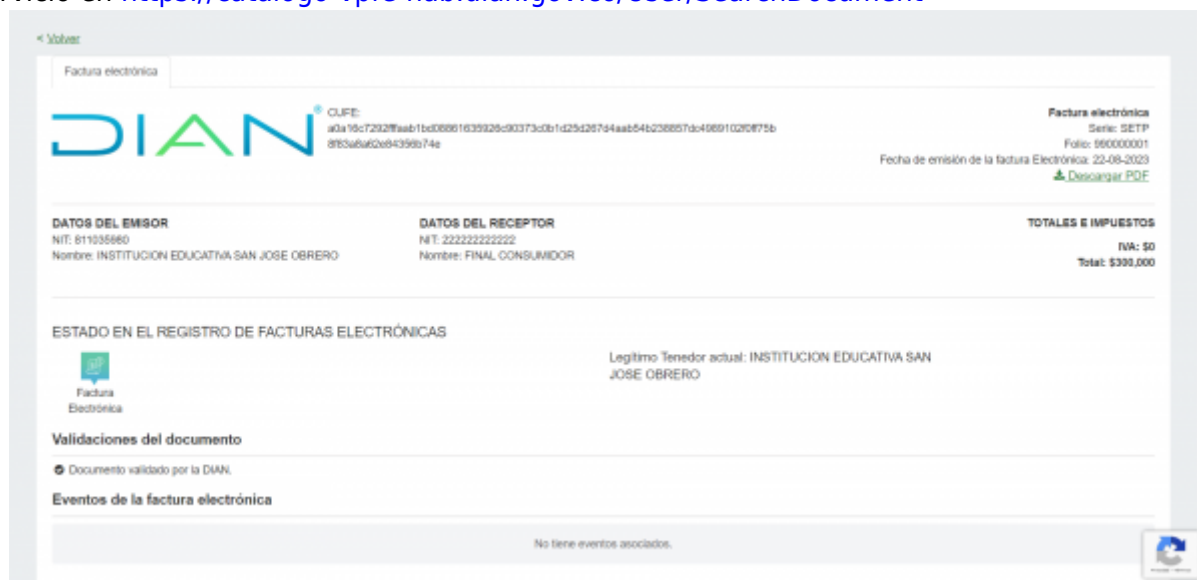 < Volver
Factura electrónica
DIAN®
CUFE:
Factura electrónica
Serie: SETP
Folio: 990000001
Fecha de emisión de la factura Electrónica: 22-08-2023
Descargar PDF
DATOS DEL EMISOR
NIT: 811035660
Nombre: INSTITUCION EDUCATIVA SAN JOSE OBRERO
DATOS DEL RECEPTOR
NIT: 222222222222
Nombre: FINAL CONSUMIDOR
TOTALES E IMPUESTOS
IVA: $0
Total: $300,000
ESTADO EN EL REGISTRO DE FACTURAS ELECTRÓNICAS
Factura
Electrónica
Legítimo Tenedor actual: INSTITUCION EDUCATIVA SAN
JOSE OBRERO
Validaciones del documento
Documento validado por la DIAN.
Eventos de la factura electrónica
No tiene eventos asociados.